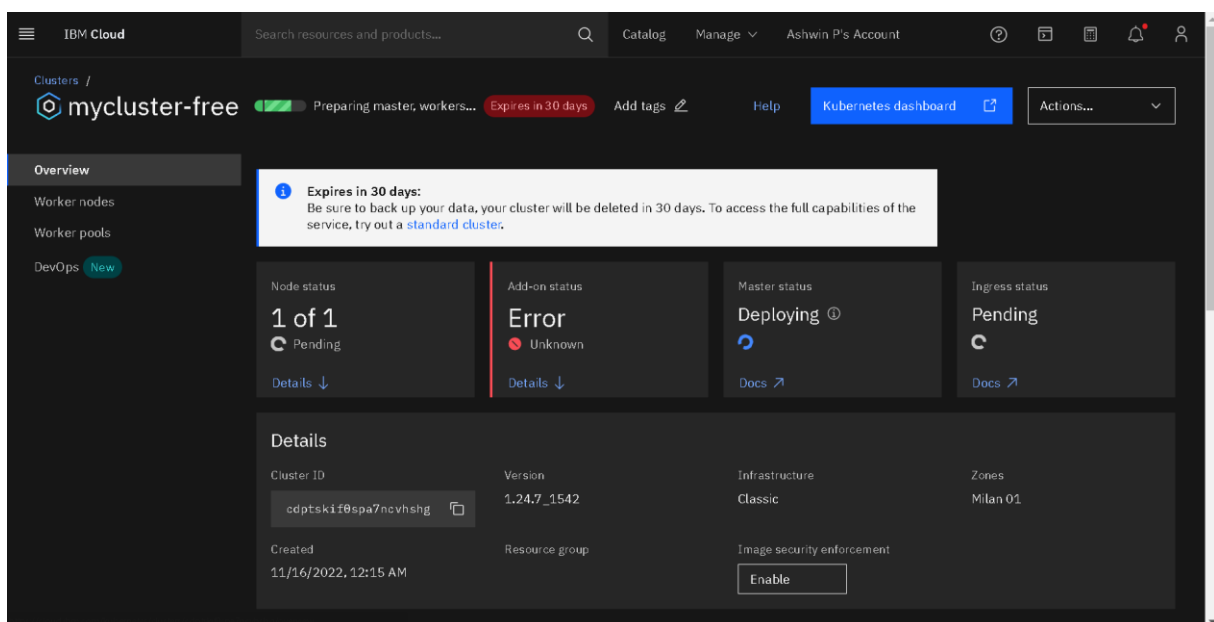 IBM Cloud
Search resources and products...
Catalog
Manage
Ashwin P's Account
Clusters /
mycluster-free
Preparing master, workers...
Expires in 30 days
Add tags
Help
Kubernetes dashboard
Actions...
Overview
Worker nodes
Worker pools
DevOps New
Expires in 30 days:
Be sure to back up your data, your cluster will be deleted in 30 days. To access the full capabilities of the
service, try out a standard cluster.
Node status
1 of 1
Pending
Details
Add-on status
Error
Unknown
Details
Master status
Deploying
Docs
Ingress status
Pending
Docs
Details
Cluster ID
cdptskif0spa7ncvhshg
Version
1.24.7_1542
Infrastructure
Classic
Zones
Milan 01
Created
11/16/2022, 12:15 AM
Resource group
Image security enforcement
Enable